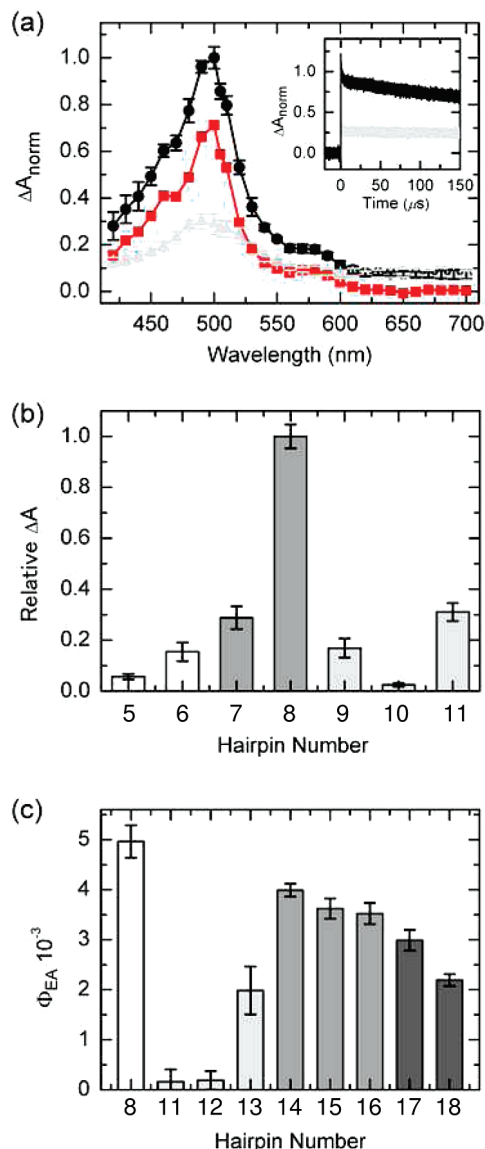 (a)
ΔA_norm
1.0
0.8
0.6
0.4
0.2
0.0
450 500 550 600 650 700
Wavelength (nm)
ΔA_norm
1.0
0.5
0.0
0 50 100 150
Time (μs)
(b)
Relative ΔA
1.0
0.8
0.6
0.4
0.2
0.0
5 6 7 8 9 10 11
Hairpin Number
(c)
Φ_EA 10^-3
5
4
3
2
1
0
8 11 12 13 14 15 16 17 18
Hairpin Number